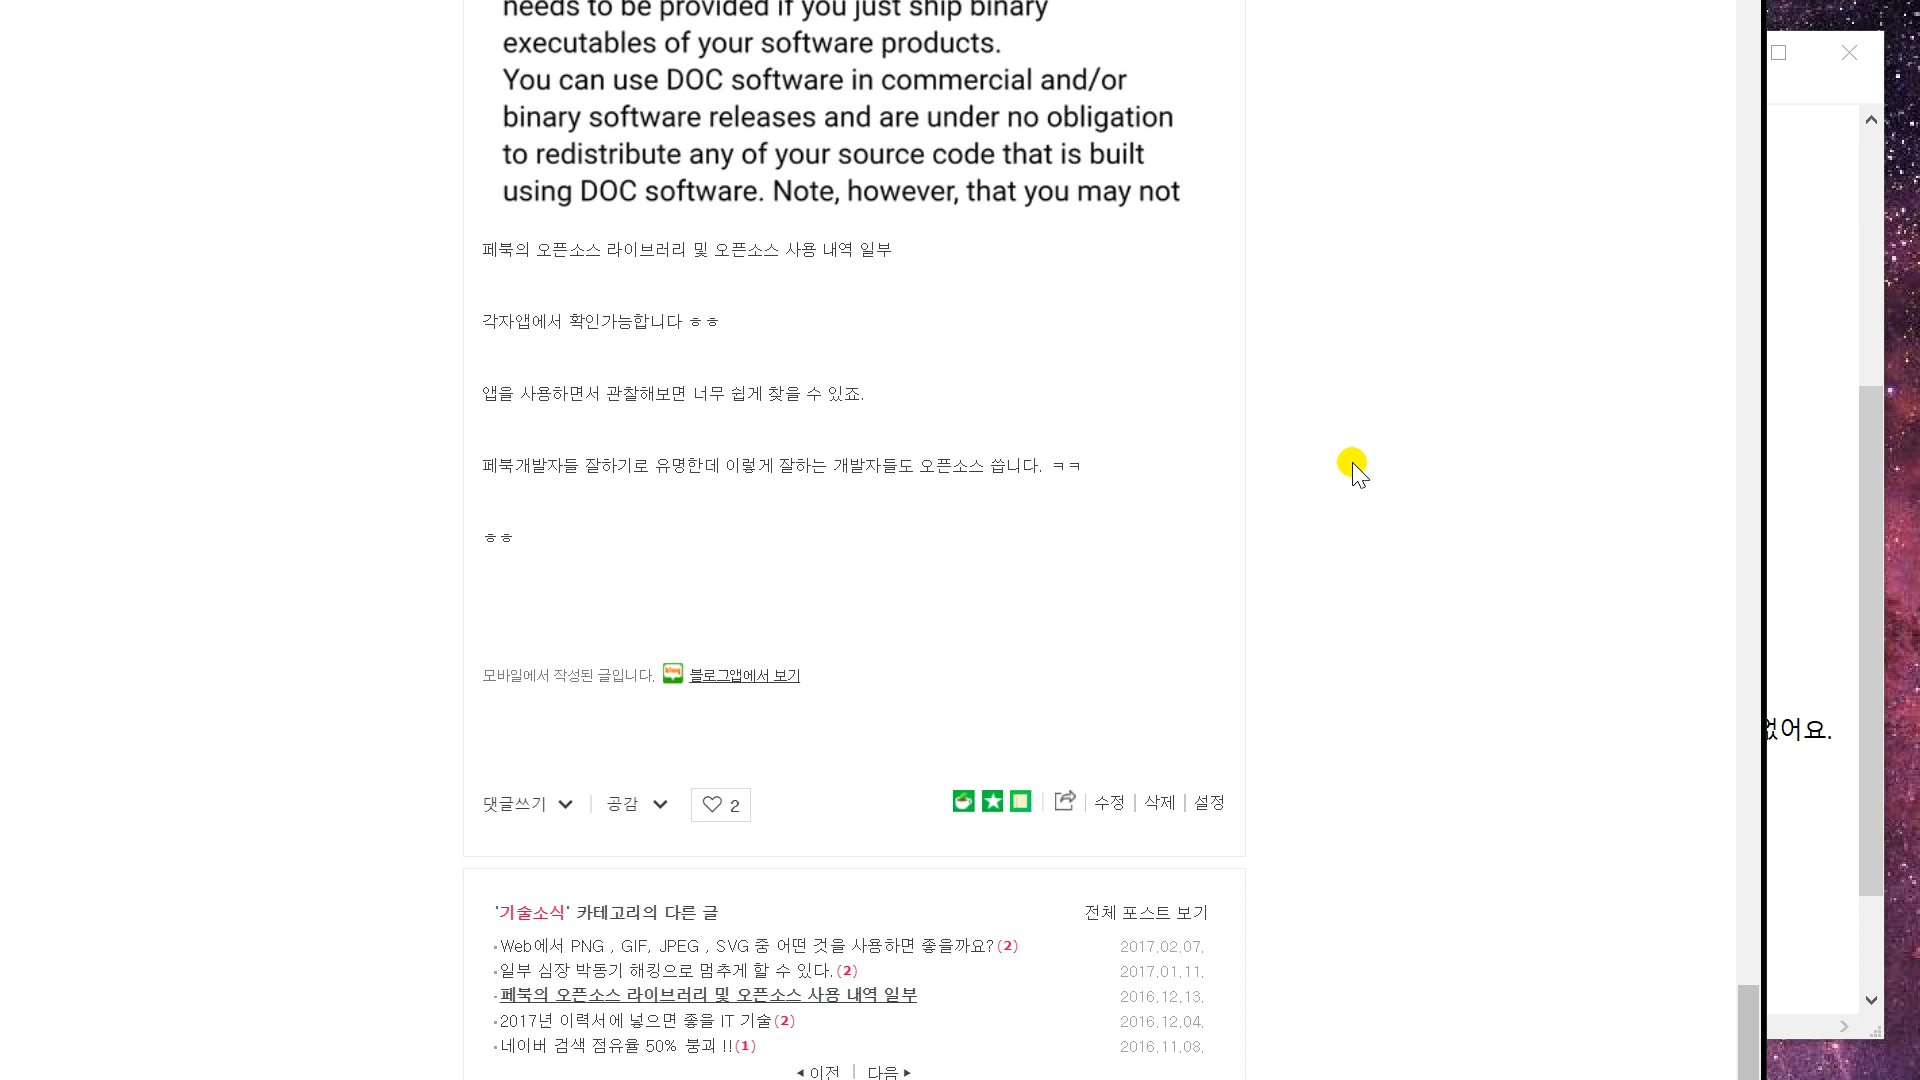 needs to be provided if you just ship binary
executables of your software products.
You can use DOC software in commercial and/or
binary software releases and are under no obligation
to redistribute any of your source code that is built
using DOC software. Note, however, that you may not
페북의 오픈소스 라이브러리 및 오픈소스 사용 내역 일부
각자앱에서 확인가능합니다 ㅎㅎ
앱을 사용하면서 관찰해보면 너무 쉽게 찾을 수 있죠.
페북개발자들 잘하기로 유명한데 이렇게 잘하는 개발자들도 오픈소스 씁니다. ㅋㅋ
ㅎㅎ
없어요.
모바일에서 작성된 글입니다. 블로그앱에서 보기
댓글쓰기 공감 2 수정 | 삭제 | 설정
'기술소식' 카테고리의 다른 글 전체 포스트 보기
Web에서 PNG , GIF, JPEG , SVG 중 어떤 것을 사용하면 좋을까요? (2) 2017.02.07.
일부 심장 박동기 해킹으로 멈추게 할 수 있다. (2) 2017.01.11.
페북의 오픈소스 라이브러리 및 오픈소스 사용 내역 일부 2016.12.13.
2017년 이력서에 넣으면 좋을 IT 기술 (2) 2016.12.04.
네이버 검색 점유율 50% 붕괴 !! (1) 2016.11.08.
이전 | 다음